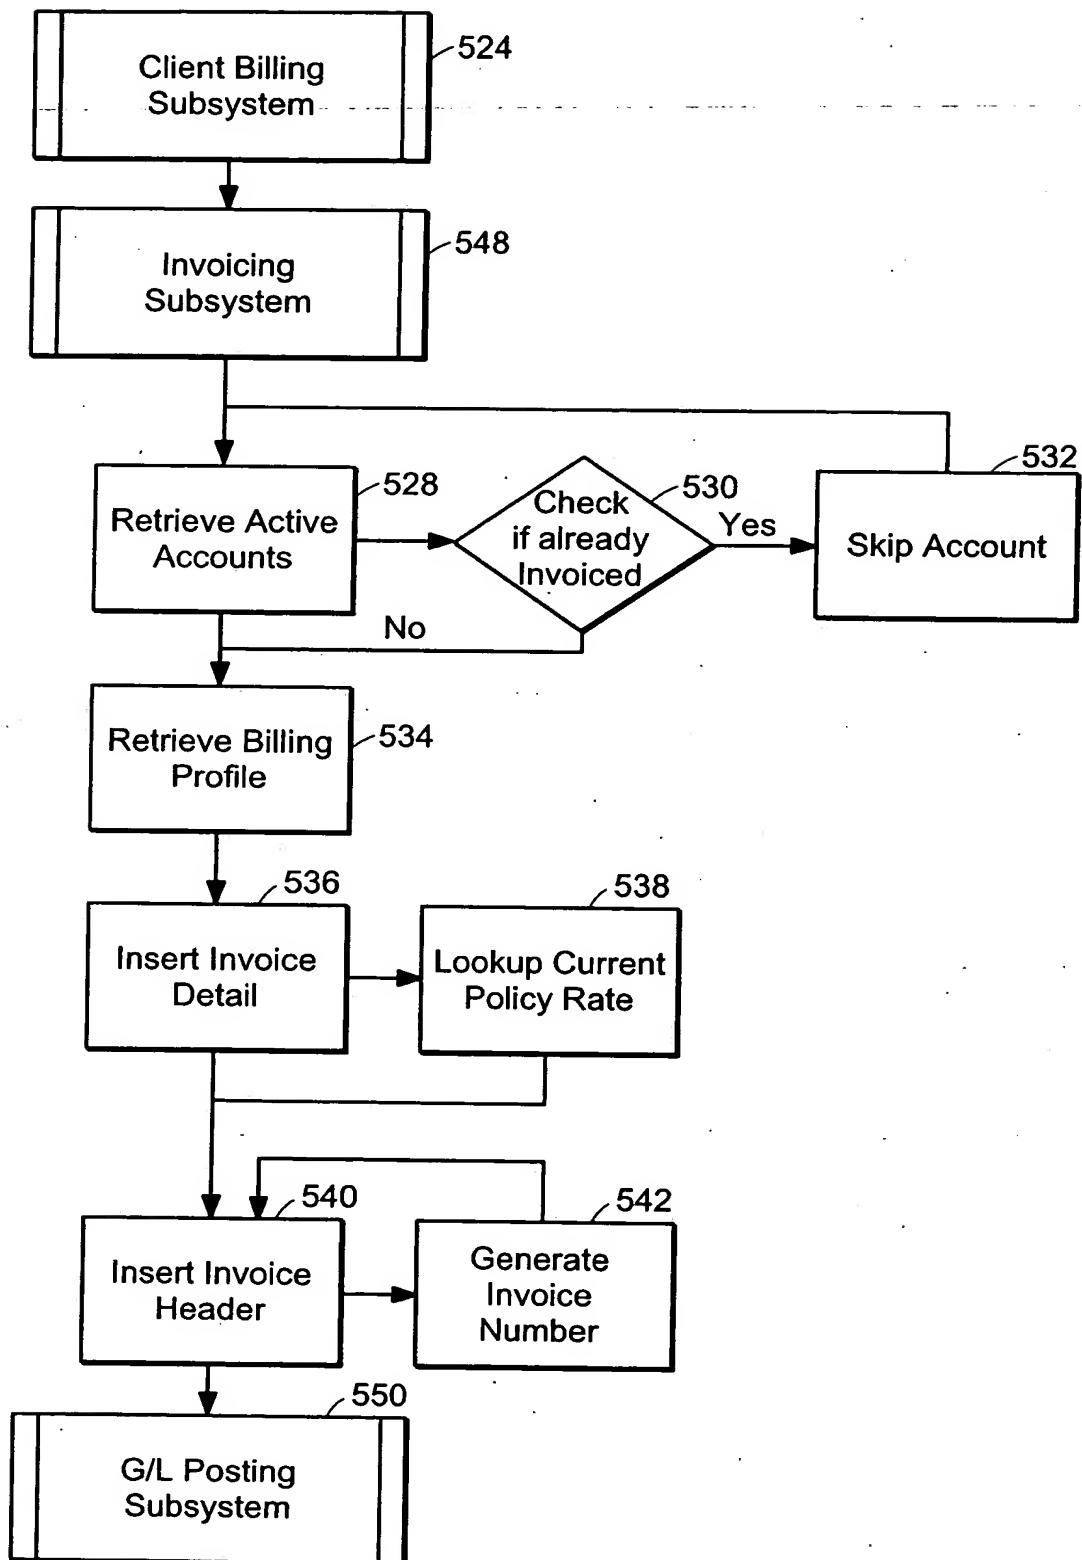 Client Billing
Subsystem
524
Invoicing
Subsystem
548
Retrieve Active
Accounts
528
Check
if already
Invoiced
530
Yes
Skip Account
532
No
Retrieve Billing
Profile
534
Insert Invoice
Detail
536
Lookup Current
Policy Rate
538
Insert Invoice
Header
540
Generate
Invoice
Number
542
G/L Posting
Subsystem
550